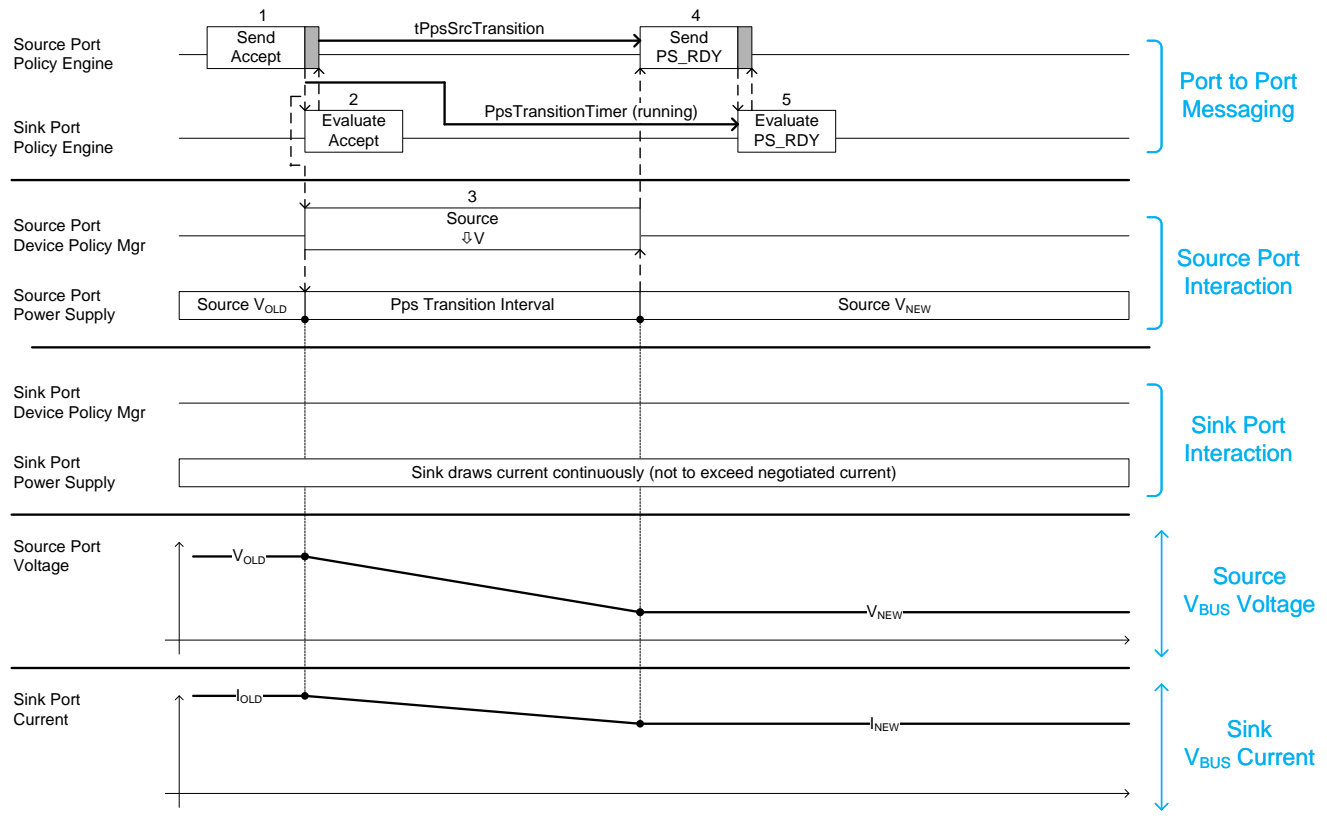 1
Send
Accept
tPpsSrcTransition
4
Send
PS_RDY
Source Port
Policy Engine
2
Evaluate
Accept
PpsTransitionTimer (running)
5
Evaluate
PS_RDY
Sink Port
Policy Engine
Port to Port
Messaging
3
Source
⇩V
Source Port
Device Policy Mgr
Source Port
Power Supply
Source VOLD
Pps Transition Interval
Source VNEW
Source Port
Interaction
Sink Port
Device Policy Mgr
Sink Port
Power Supply
Sink draws current continuously (not to exceed negotiated current)
Sink Port
Interaction
Source Port
Voltage
VOLD
VNEW
Source
VBUS Voltage
Sink Port
Current
IOLD
INEW
Sink
VBUS Current